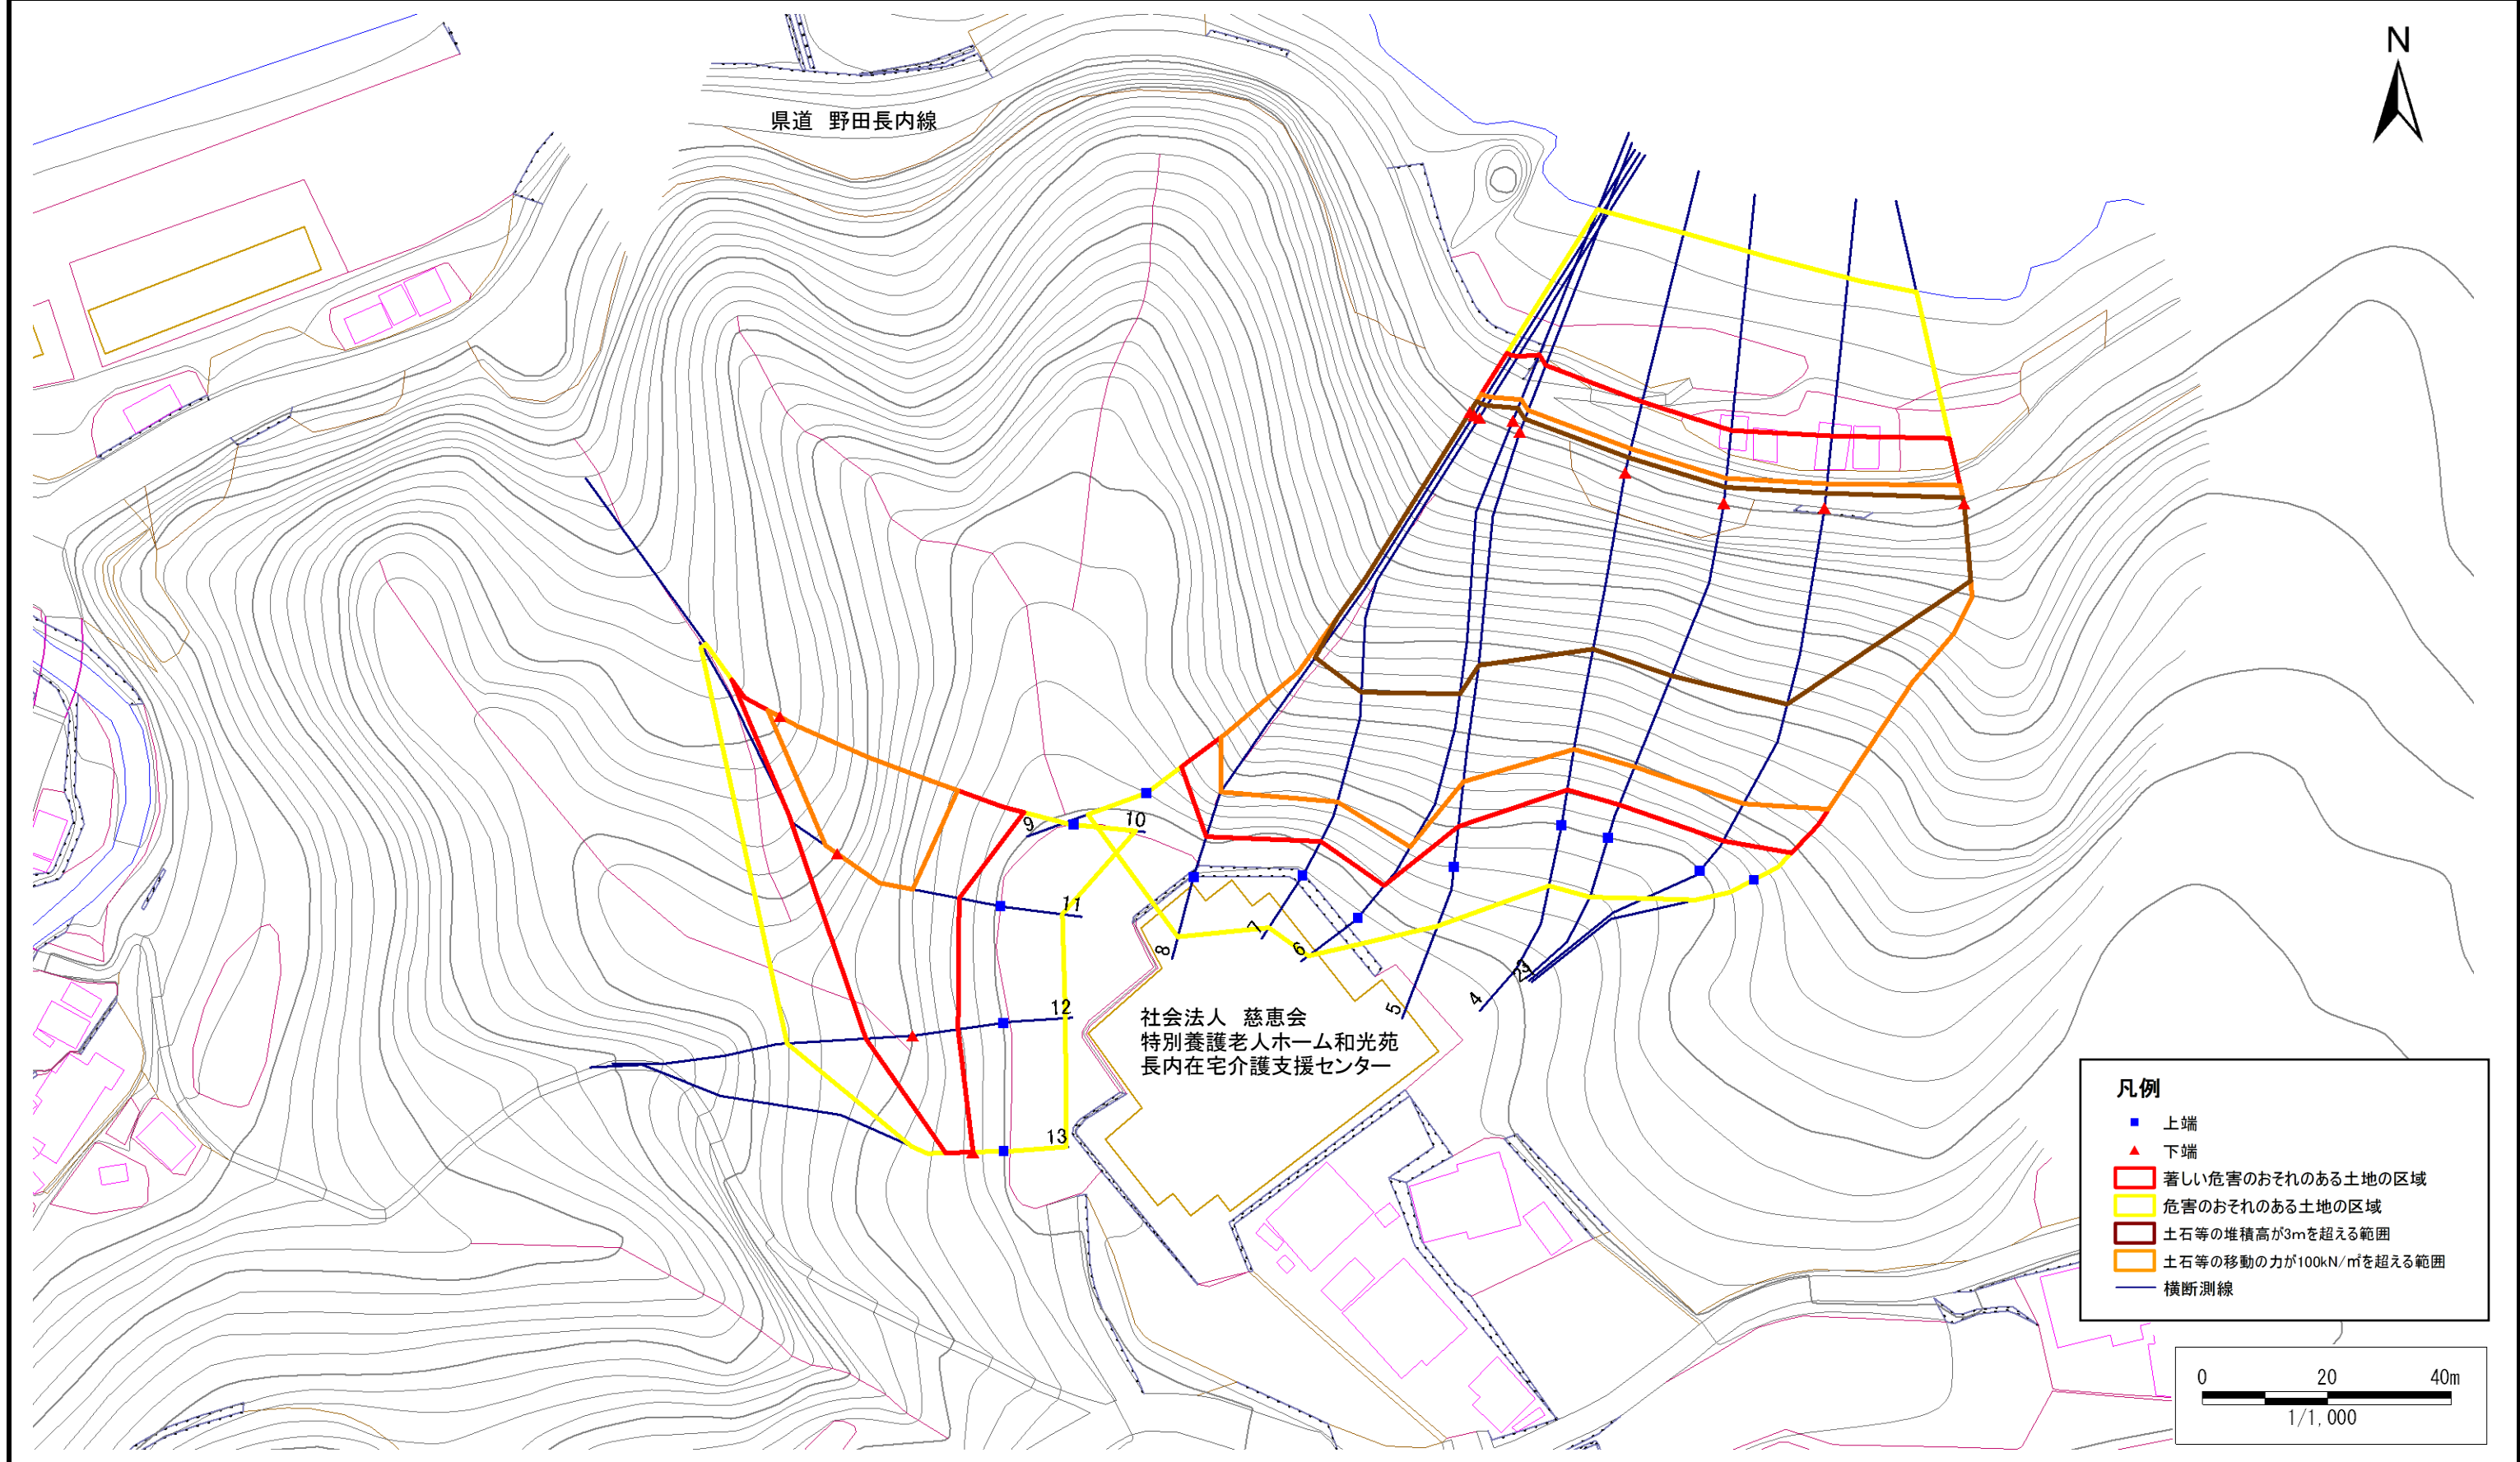 N
県道 野田長内線
9
10
11
8
7
6
12
5
4
社会法人 慈恵会
特別養護老人ホーム和光苑
長内在宅介護支援センター
13
凡例
上端
下端
著しい危害のおそれのある土地の区域
危害のおそれのある土地の区域
土石等の堆積高が3mを超える範囲
土石等の移動の力が100kN/㎡を超える範囲
横断測線
0 20 40m
1/1,000